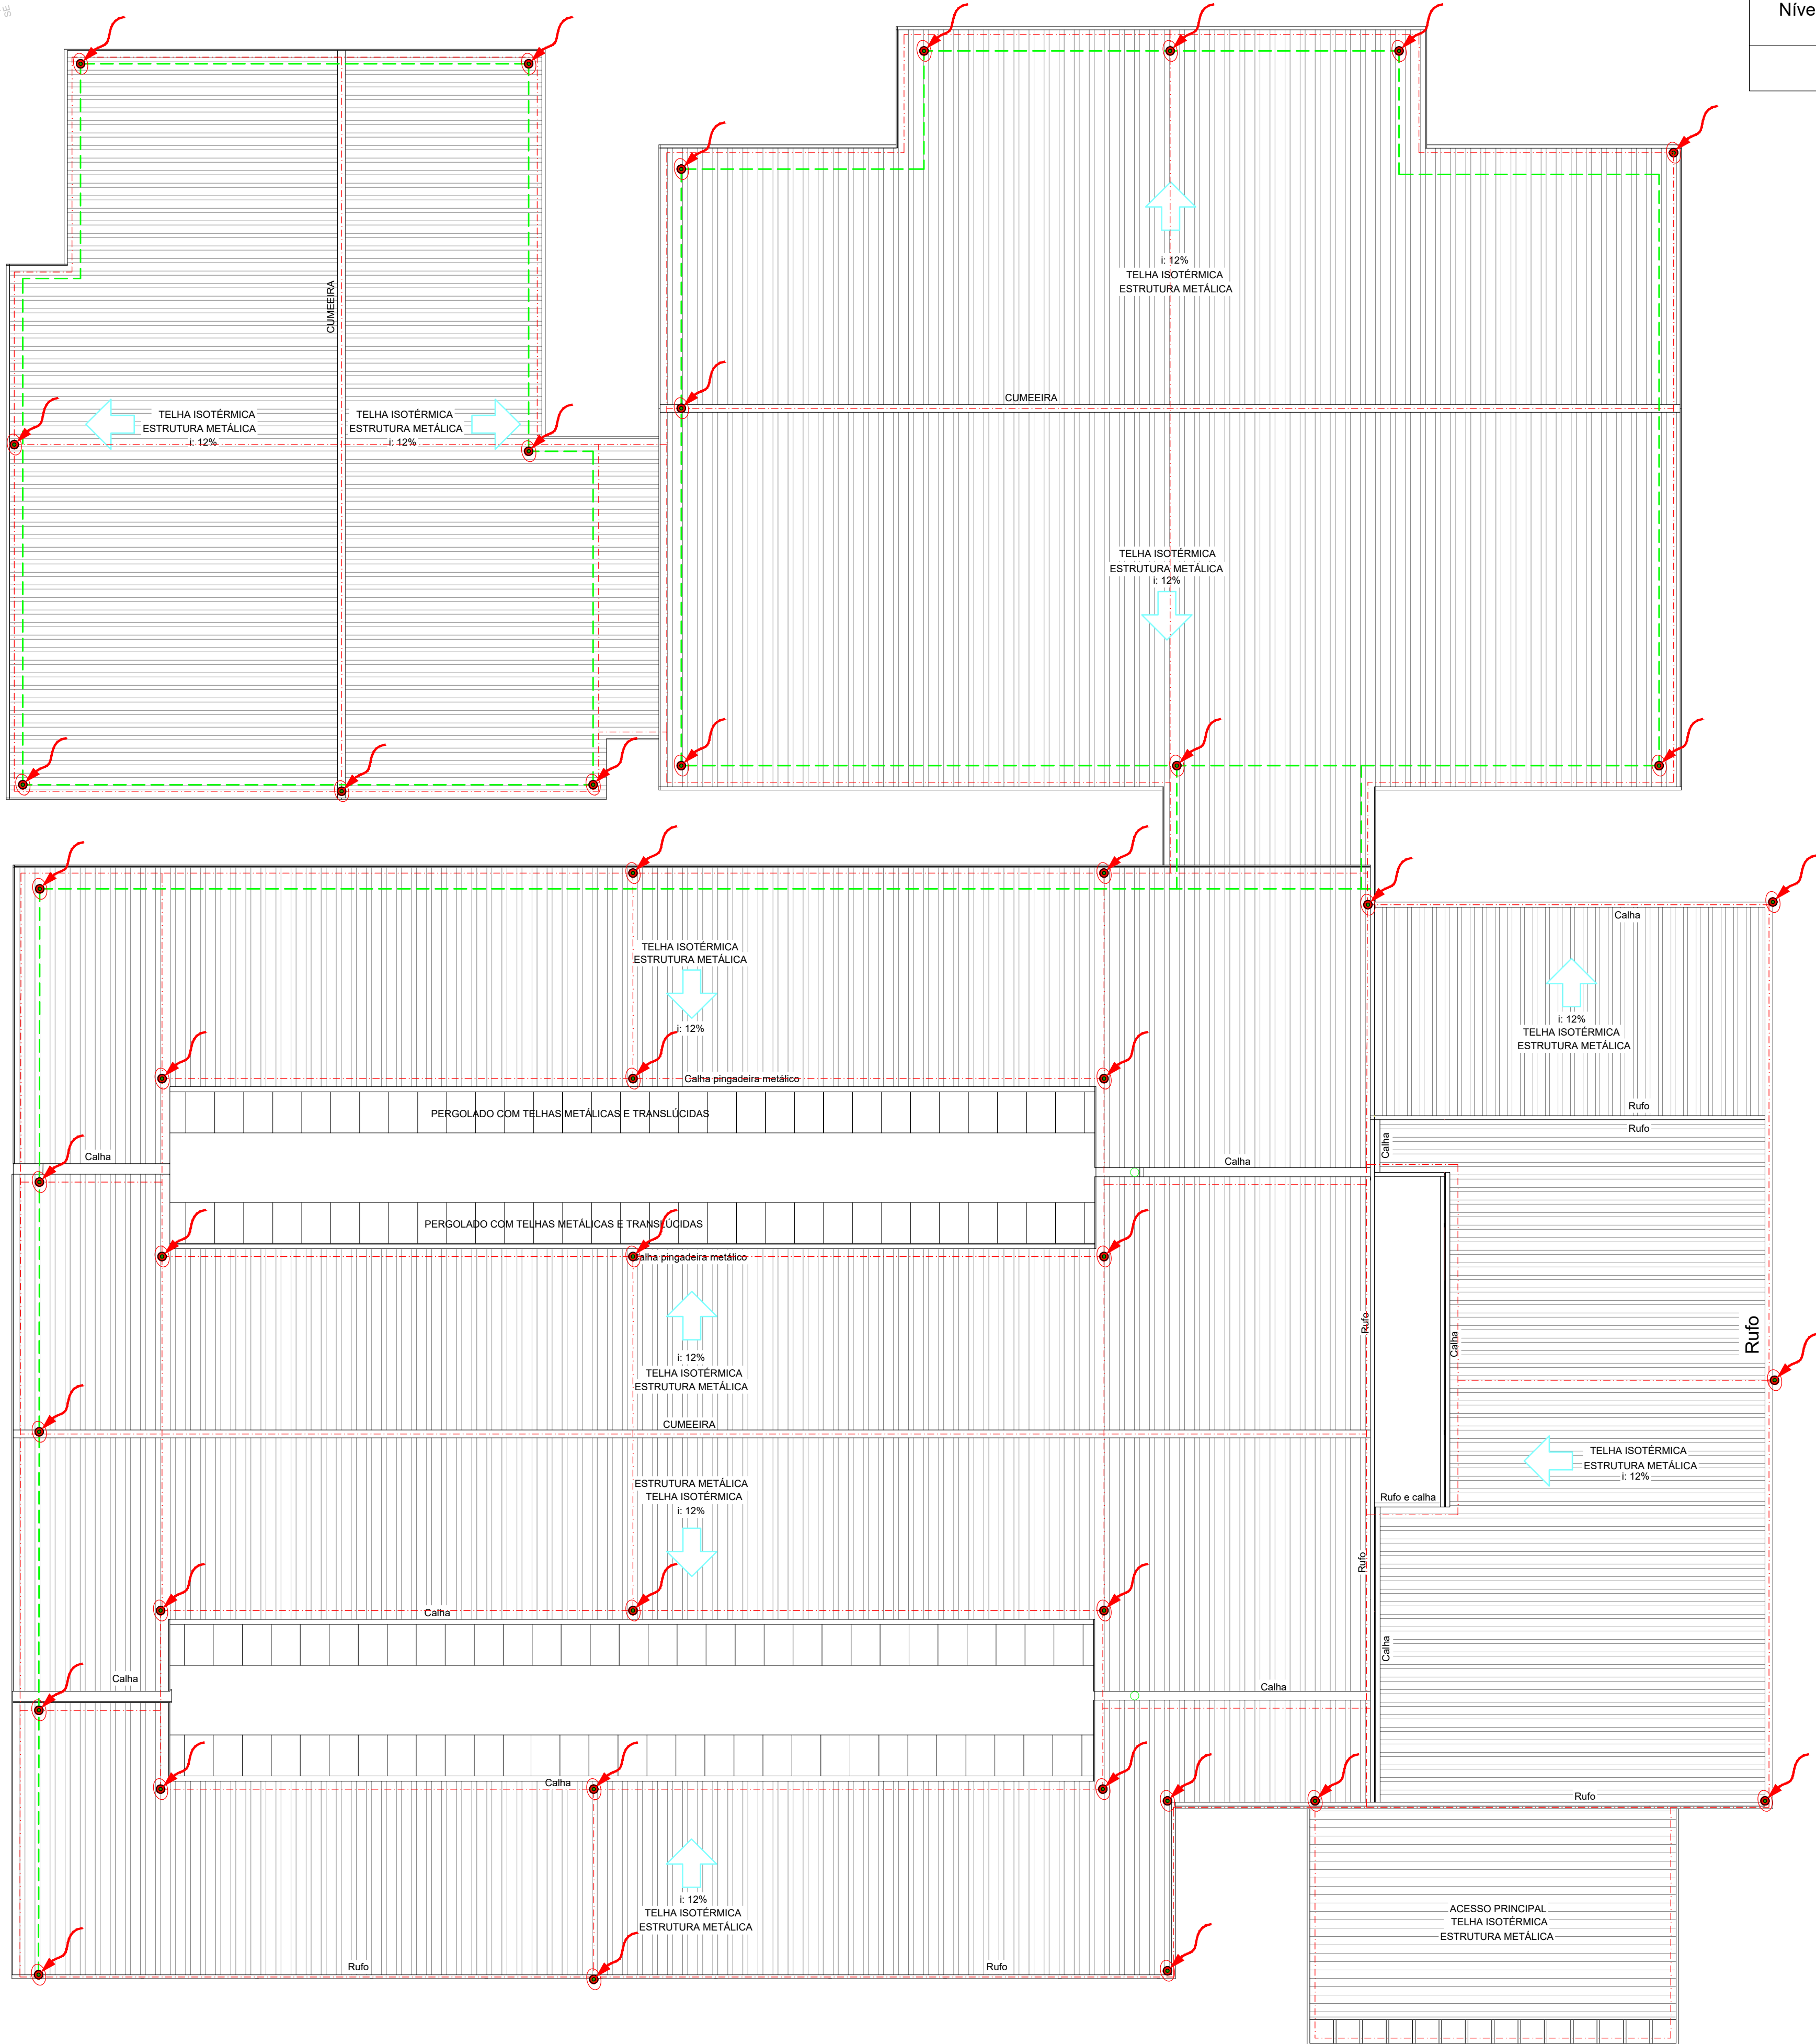 Níve
CUMEEIRA
TELHA ISOTÉRMICA
ESTRUTURA METÁLICA
i: 12%
TELHA ISOTÉRMICA
ESTRUTURA METÁLICA
i: 12%
i: 12%
TELHA ISOTÉRMICA
ESTRUTURA METÁLICA
CUMEEIRA
TELHA ISOTÉRMICA
ESTRUTURA METÁLICA
i: 12%
TELHA ISOTÉRMICA
ESTRUTURA METÁLICA
i: 12%
Calha pingadeira metálico
PERGOLADO COM TELHAS METÁLICAS E TRANSLÚCIDAS
Calha
Calha
PERGOLADO COM TELHAS METÁLICAS E TRANSLÚCIDAS
Calha pingadeira metálico
i: 12%
TELHA ISOTÉRMICA
ESTRUTURA METÁLICA
CUMEEIRA
ESTRUTURA METÁLICA
TELHA ISOTÉRMICA
i: 12%
Calha
Calha
Calha
Calha
i: 12%
TELHA ISOTÉRMICA
ESTRUTURA METÁLICA
Rufo
Rufo
Calha
i: 12%
TELHA ISOTÉRMICA
ESTRUTURA METÁLICA
Rufo
Rufo
Calha
Rufo
Calha
Rufo
TELHA ISOTÉRMICA
ESTRUTURA METÁLICA
i: 12%
Rufo e calha
Rufo
Calha
Rufo
ACESSO PRINCIPAL
TELHA ISOTÉRMICA
ESTRUTURA METÁLICA